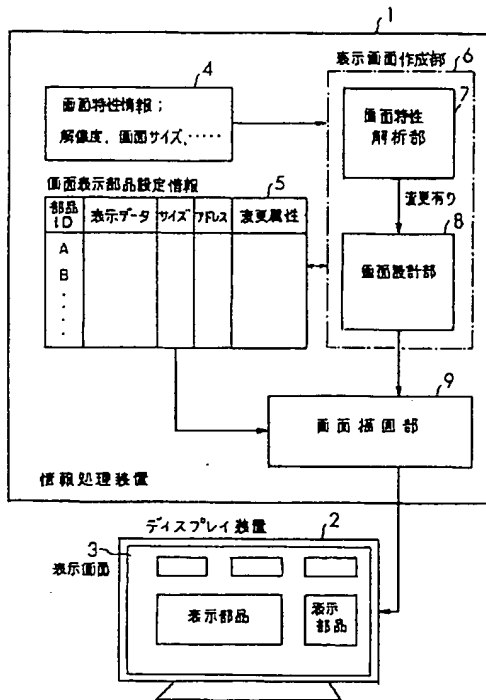 1
表示画面作成部
6
4
画面特性情報；
解像度，画面サイズ，‥‥‥
7
画面特性
解析部
変更有り
画面表示部品設定情報
5
部品
ID
表示データ
サイズ
アドレス
変更属性
A
B
8
画面設計部
9
画面描画部
情報処理装置
ディスプレイ装置
2
3
表示画面
表示部品
表示
部品